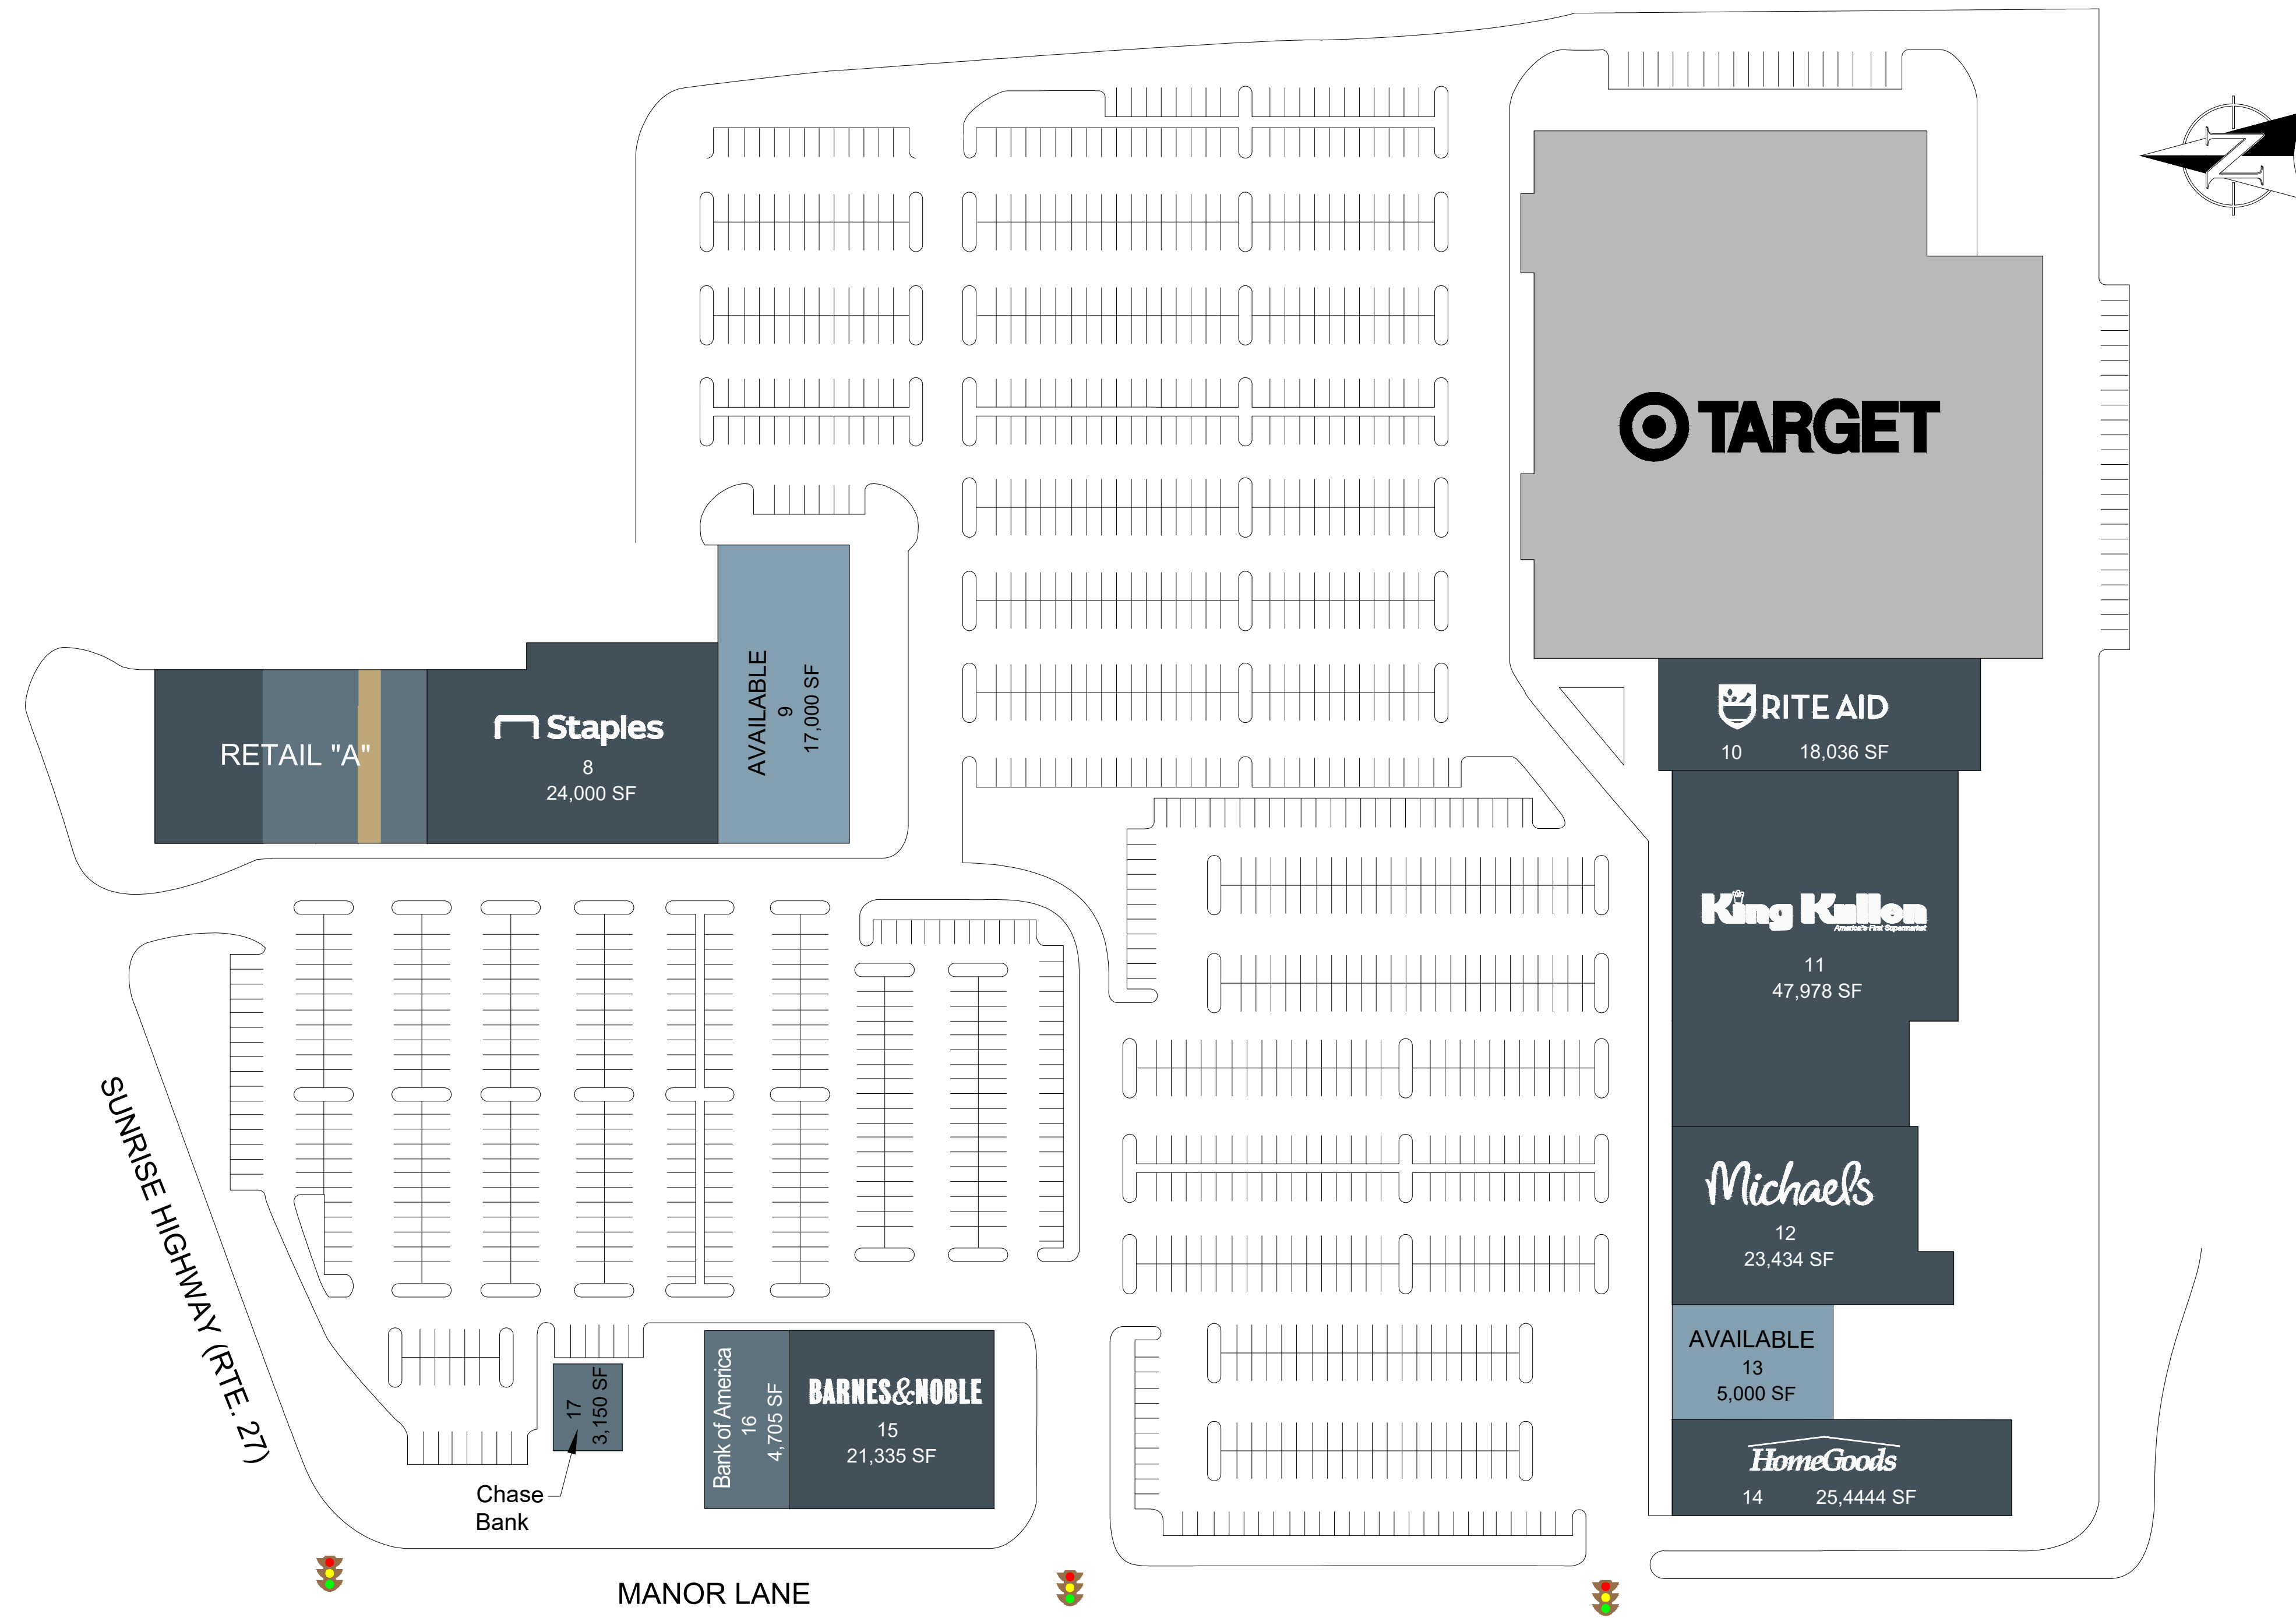 N
TARGET
RITE AID
10 18,036 SF
RETAIL "A"
Staples
8
24,000 SF
AVAILABLE
9
17,000 SF
King Kullen
America's First Supermarket
11
47,978 SF
Michaels
12
23,434 SF
AVAILABLE
13
5,000 SF
HomeGoods
14 25,4444 SF
SUNRISE HIGHWAY (RTE. 27)
17
3,150 SF
Chase
Bank
Bank of America
16
4,705 SF
BARNES&NOBLE
15
21,335 SF
MANOR LANE